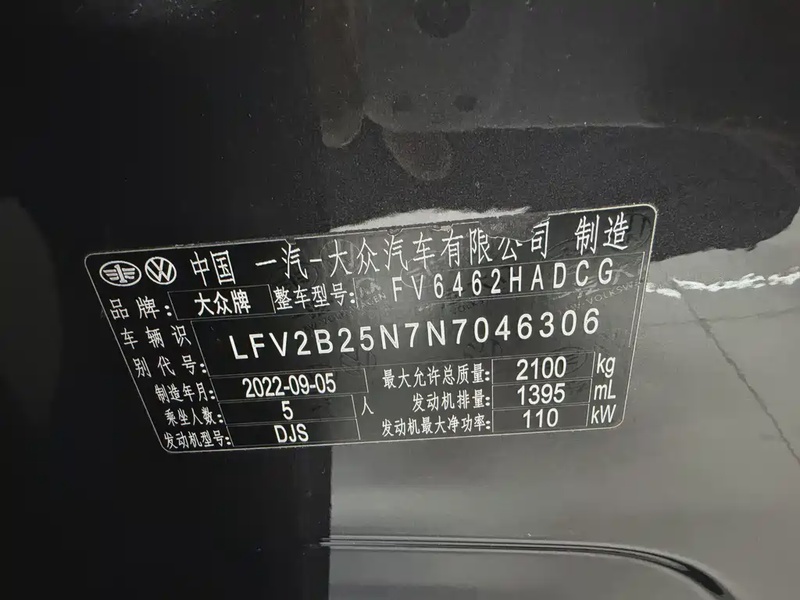 中国 一汽-大众汽车有限公司 制造
品牌: 大众牌 整车型号: FV6462HADCG
车辆识别代号: LFV2B25N7N7046306
制造年月: 2022-09-05 最大允许总质量: 2100 kg
乘坐人数: 5 人 发动机排量: 1395 mL
发动机型号: DJS 发动机最大净功率: 110 kW